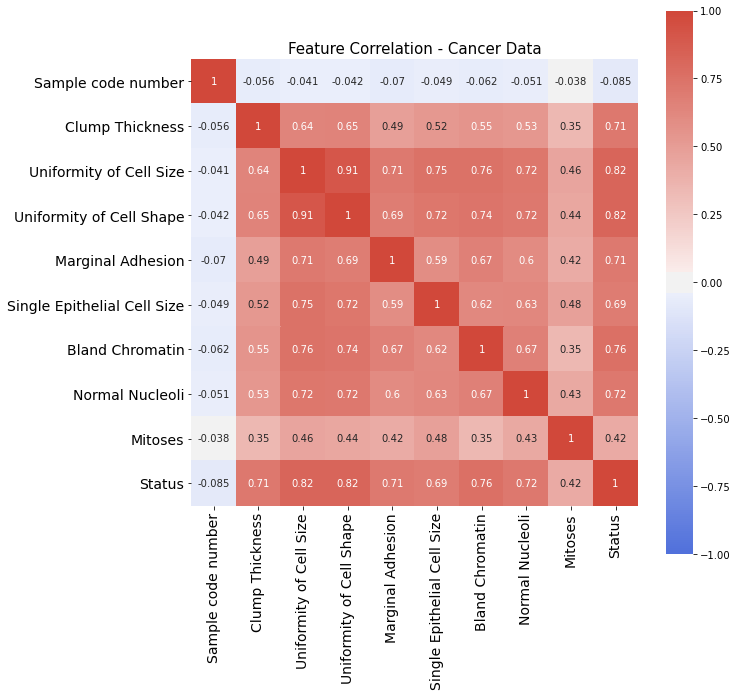 Feature Correlation - Cancer Data
Sample code number 1 -0.056 -0.041 -0.042 -0.07 -0.049 -0.062 -0.051 -0.038 -0.085
Clump Thickness -0.056 1 0.64 0.65 0.49 0.52 0.55 0.53 0.35 0.71
Uniformity of Cell Size -0.041 0.64 1 0.91 0.71 0.75 0.76 0.72 0.46 0.82
Uniformity of Cell Shape -0.042 0.65 0.91 1 0.69 0.72 0.74 0.72 0.44 0.82
Marginal Adhesion -0.07 0.49 0.71 0.69 1 0.59 0.67 0.6 0.42 0.71
Single Epithelial Cell Size -0.049 0.52 0.75 0.72 0.59 1 0.62 0.63 0.48 0.69
Bland Chromatin -0.062 0.55 0.76 0.74 0.67 0.62 1 0.67 0.35 0.76
Normal Nucleoli -0.051 0.53 0.72 0.72 0.6 0.63 0.67 1 0.43 0.72
Mitoses -0.038 0.35 0.46 0.44 0.42 0.48 0.35 0.43 1 0.42
Status -0.085 0.71 0.82 0.82 0.71 0.69 0.76 0.72 0.42 1
Sample code number
Clump Thickness
Uniformity of Cell Size
Uniformity of Cell Shape
Marginal Adhesion
Single Epithelial Cell Size
Bland Chromatin
Normal Nucleoli
Mitoses
Status
1.00
0.75
0.50
0.25
0.00
−0.25
−0.50
−0.75
−1.00